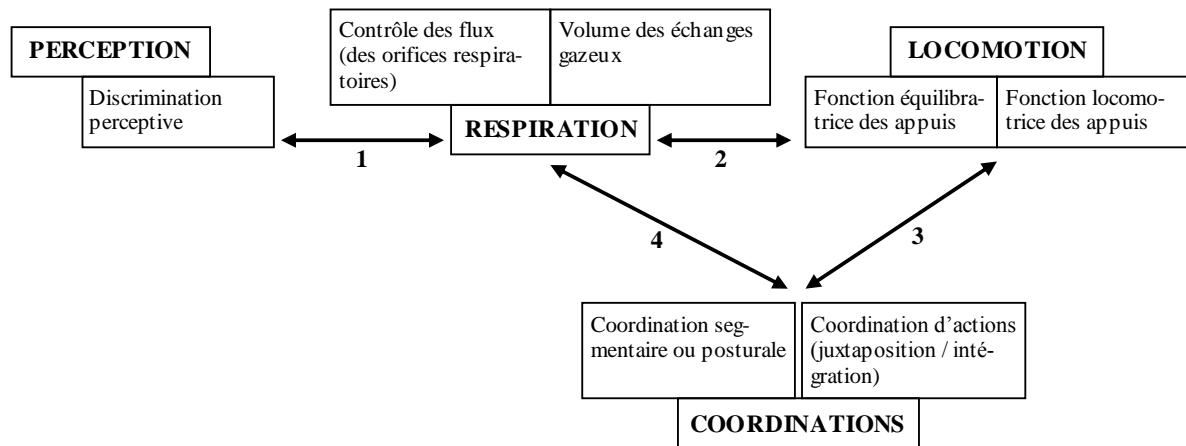 PERCEPTION
Discrimination
perceptive
Contrôle des flux
(des orifices respira-
toires)
Volume des échanges
gazeux
RESPIRATION
LOCOMOTION
Fonction équilibra-
trice des appuis
Fonction locomo-
trice des appuis
1
2
4
3
Coordination seg-
mentaire ou posturale
Coordination d’actions
(juxtaposition / inté-
gration)
COORDINATIONS